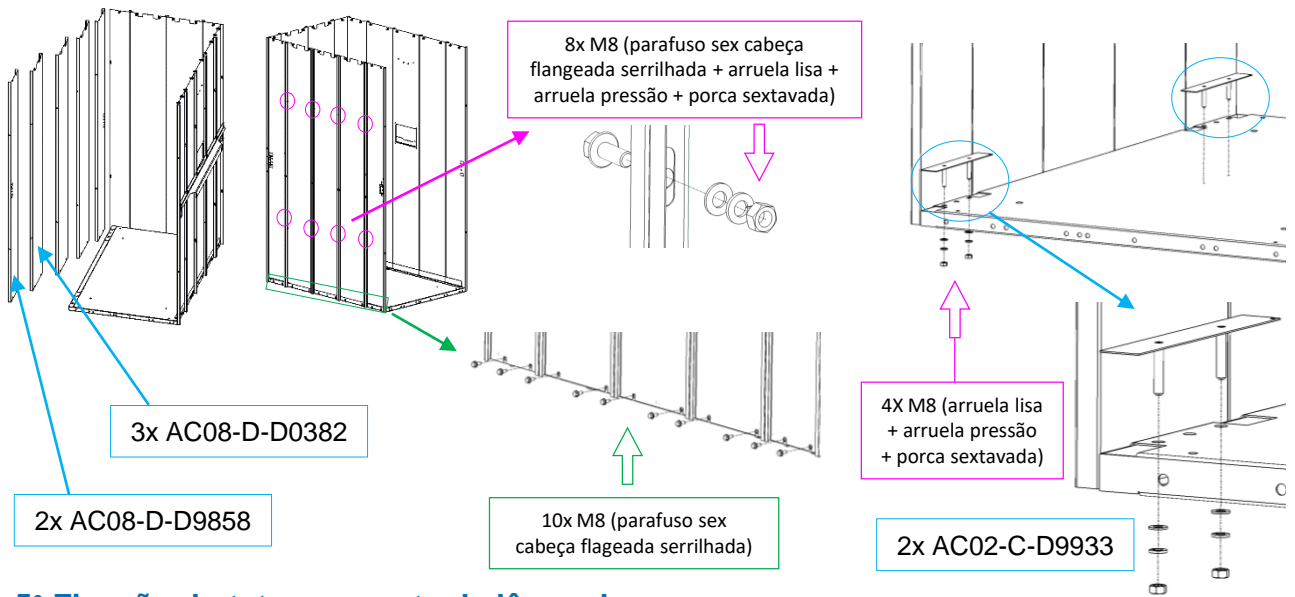 8x M8 (parafuso sex cabeça
flangeada serrilhada + arruela lisa +
arruela pressão + porca sextavada)
3x AC08-D-D0382
2x AC08-D-D9858
10x M8 (parafuso sex
cabeça flageada serrilhada)
4X M8 (arruela lisa
+ arruela pressão
+ porca sextavada)
2x AC02-C-D9933